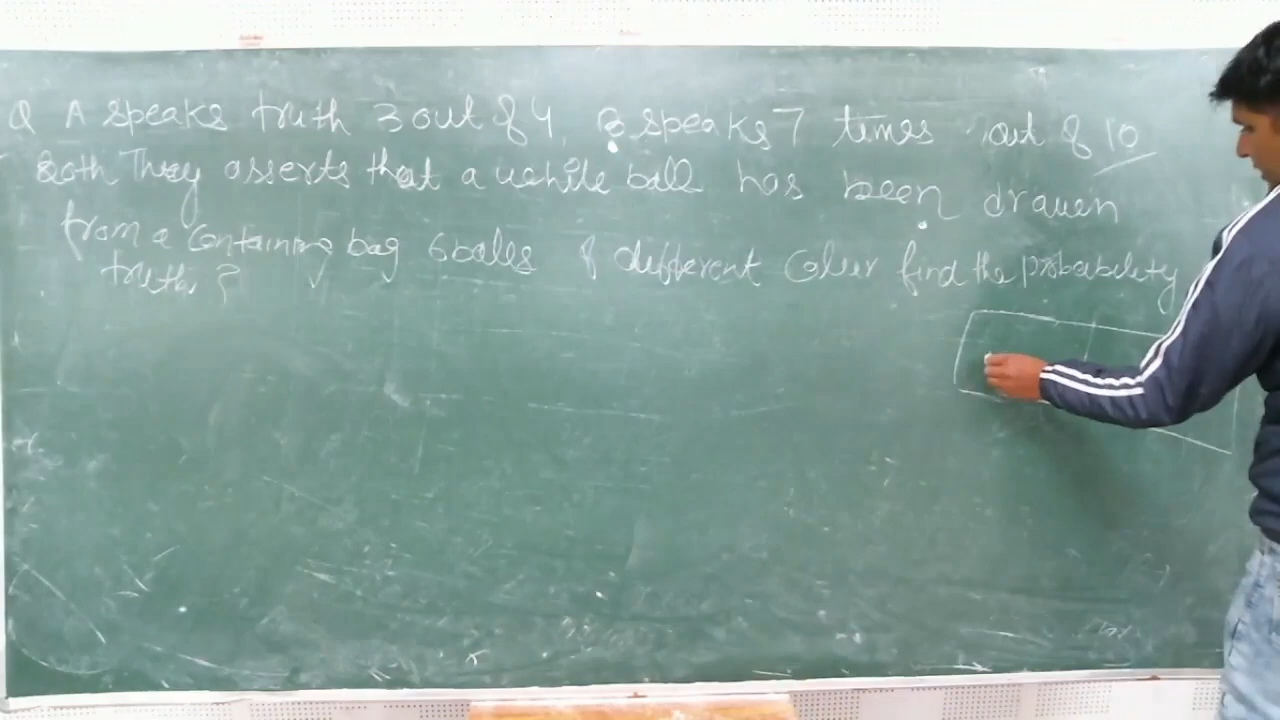 Q A speaks truth 3 out of 4, B speaks 7 times out of 10
Both They asserts that a white ball has been drawen
from a Containing bag 6 balls of different Colour find the probability
truth ?